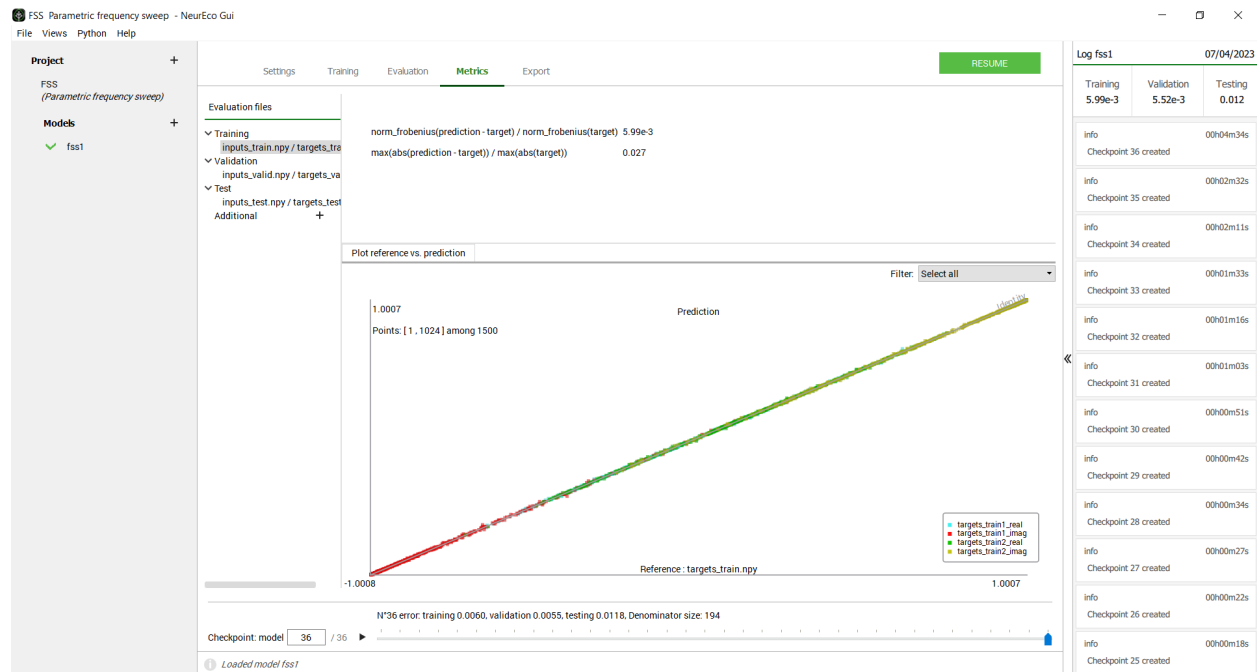 FSS Parametric frequency sweep - NeurEco Gui
File Views Python Help
Project +
FSS
(Parametric frequency sweep)
Models +
fss1
Settings Training Evaluation Metrics Export
RESUME
Evaluation files
Training
inputs_train.npy / targets_tra
Validation
inputs_valid.npy / targets_va
Test
inputs_test.npy / targets_test
Additional +
norm_frobenius(prediction - target) / norm_frobenius(target) 5.99e-3
max(abs(prediction - target)) / max(abs(target)) 0.027
Plot reference vs. prediction
Filter: Select all
1.0007
Prediction
Identity
Points: [ 1 , 1024 ] among 1500
targets_train1_real
targets_train1_imag
targets_train2_real
targets_train2_imag
Reference : targets_train.npy
-1.0008
1.0007
N°36 error: training 0.0060, validation 0.0055, testing 0.0118, Denominator size: 194
Checkpoint: model 36 / 36
Loaded model fss1
Log fss1 07/04/2023
Training Validation Testing
5.99e-3 5.52e-3 0.012
info 00h04m34s
Checkpoint 36 created
info 00h02m32s
Checkpoint 35 created
info 00h02m11s
Checkpoint 34 created
info 00h01m33s
Checkpoint 33 created
info 00h01m16s
Checkpoint 32 created
info 00h01m03s
Checkpoint 31 created
info 00h00m51s
Checkpoint 30 created
info 00h00m42s
Checkpoint 29 created
info 00h00m34s
Checkpoint 28 created
info 00h00m27s
Checkpoint 27 created
info 00h00m22s
Checkpoint 26 created
info 00h00m18s
Checkpoint 25 created